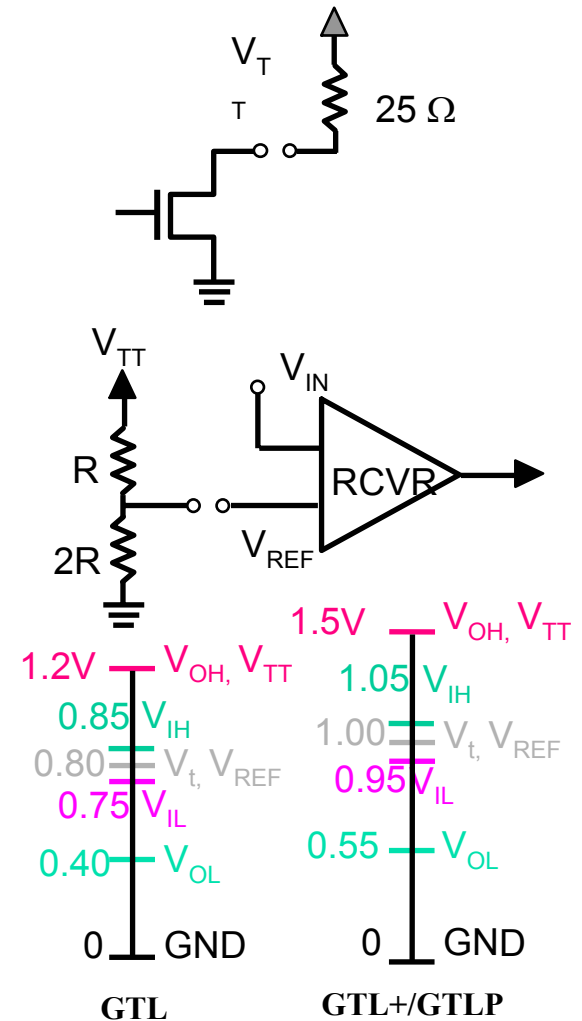 V_T
T
25 Ω
V_TT
V_IN
R
RCVR
2R
V_REF
1.2V V_OH, V_TT
0.85 V_IH
0.80 V_t, V_REF
0.75 V_IL
0.40 V_OL
0 GND
GTL
1.5V V_OH, V_TT
1.05 V_IH
1.00 V_t, V_REF
0.95 V_IL
0.55 V_OL
0 GND
GTL+/GTLP